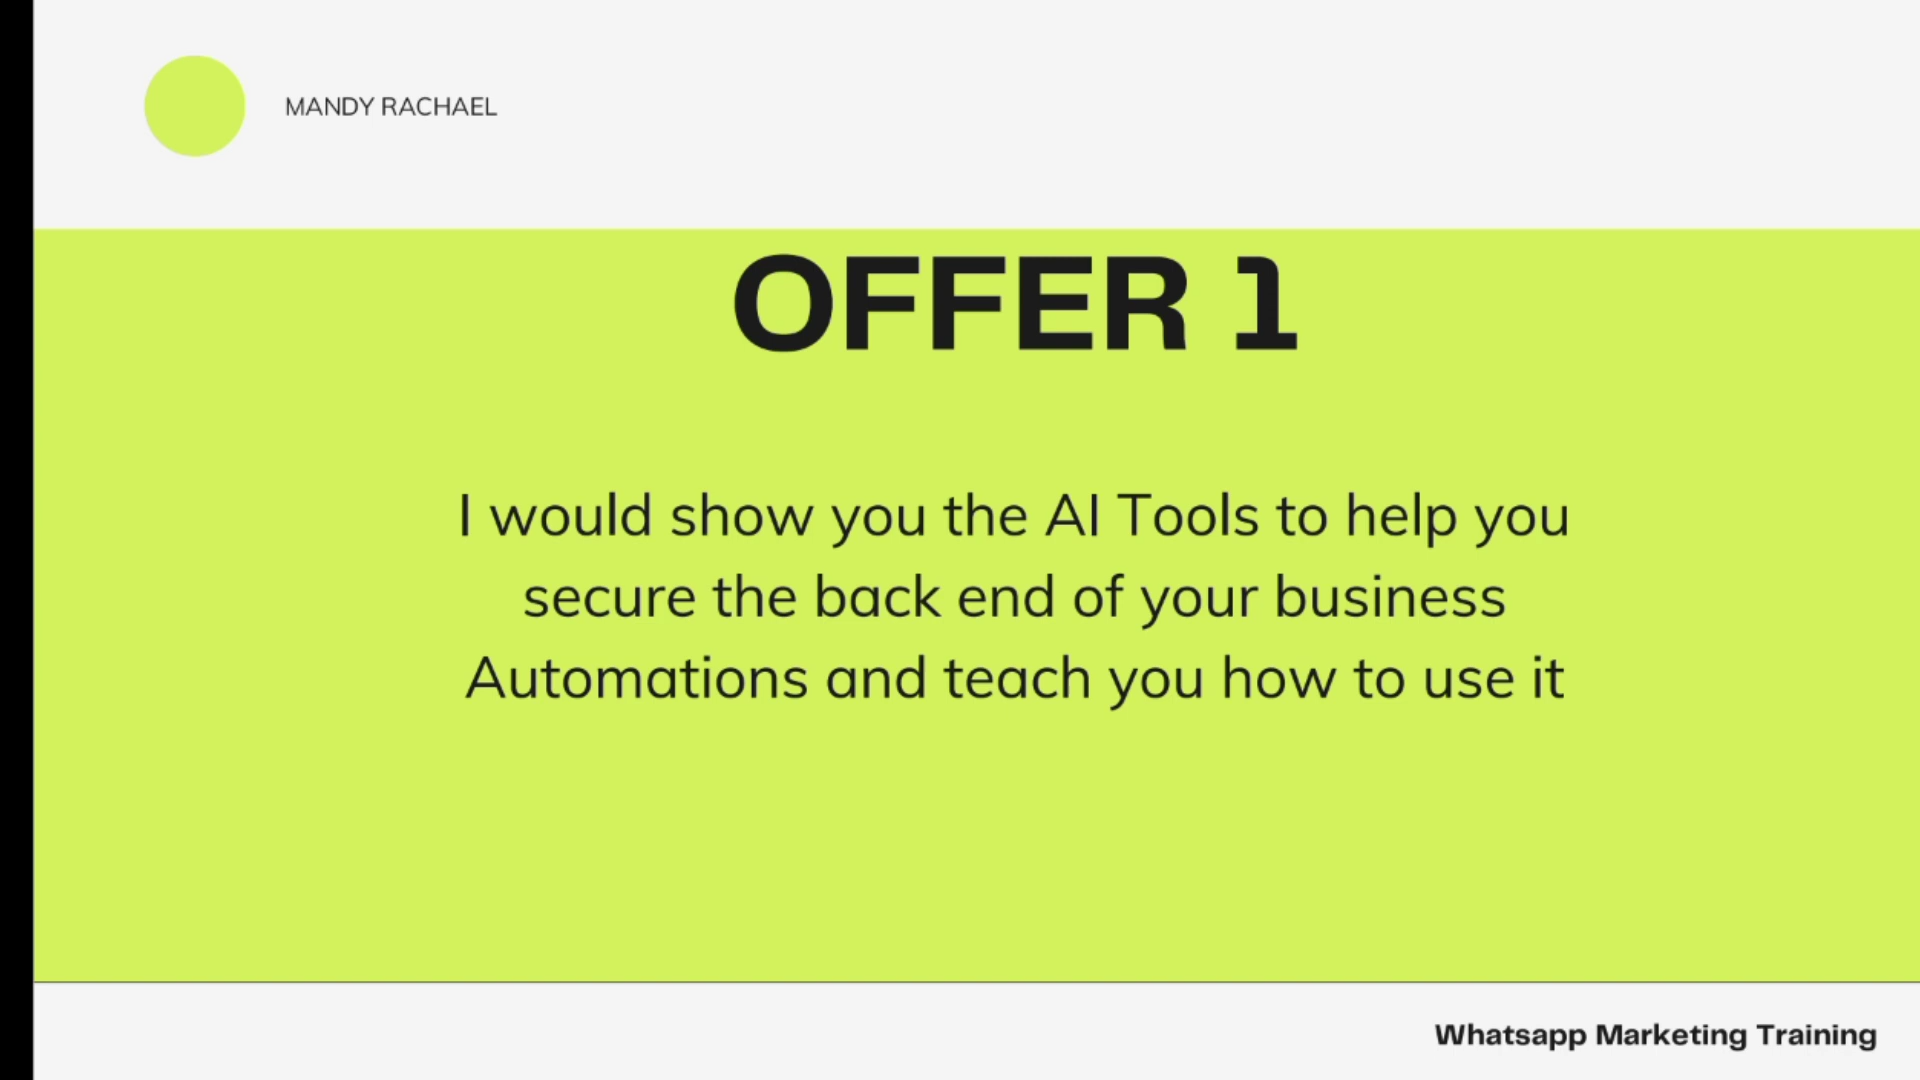 MANDY RACHAEL
OFFER 1
I would show you the AI Tools to help you
secure the back end of your business
Automations and teach you how to use it
Whatsapp Marketing Training